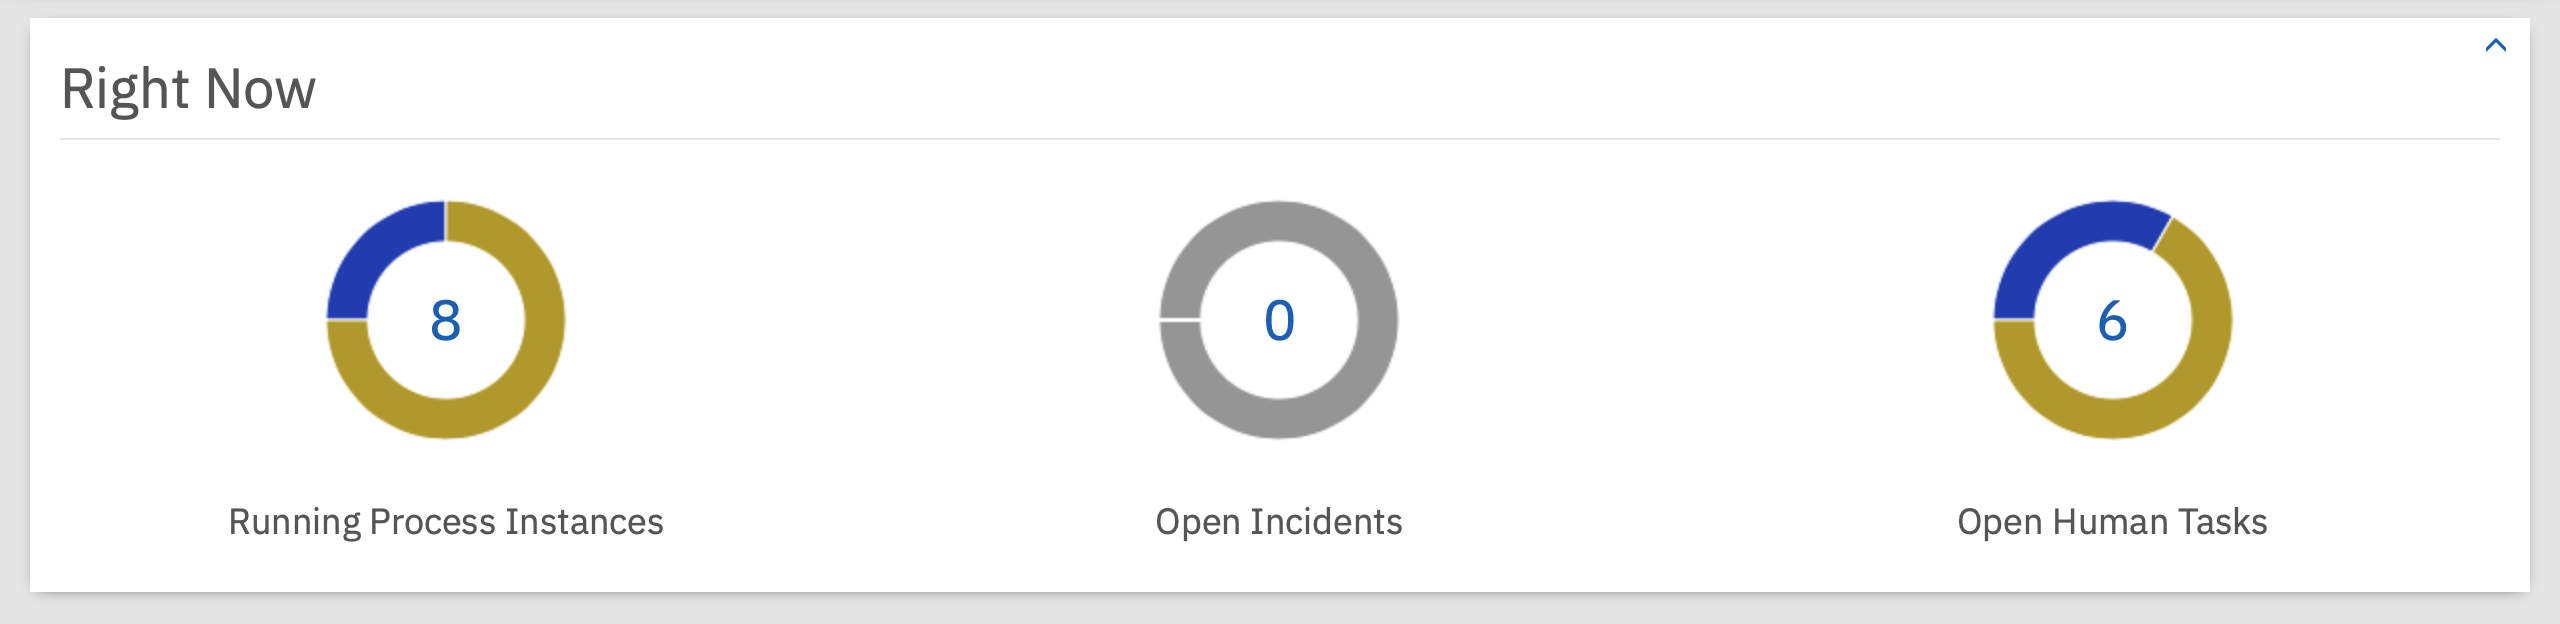 Right Now
8
0
6
Running Process Instances
Open Incidents
Open Human Tasks